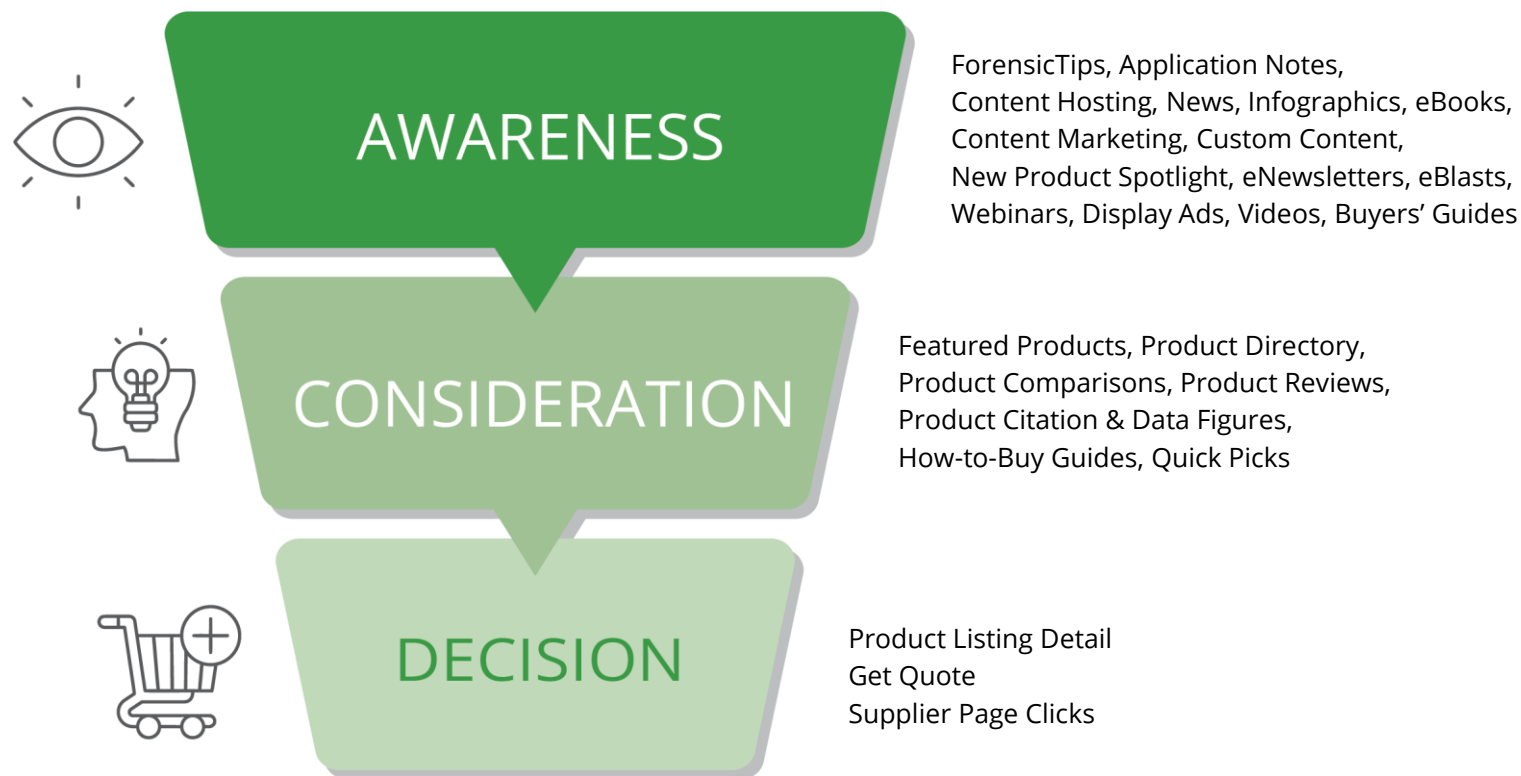 AWARENESS
ForensicTips, Application Notes,
Content Hosting, News, Infographics, eBooks,
Content Marketing, Custom Content,
New Product Spotlight, eNewsletters, eBlasts,
Webinars, Display Ads, Videos, Buyers’ Guides
CONSIDERATION
Featured Products, Product Directory,
Product Comparisons, Product Reviews,
Product Citation & Data Figures,
How-to-Buy Guides, Quick Picks
DECISION
Product Listing Detail
Get Quote
Supplier Page Clicks